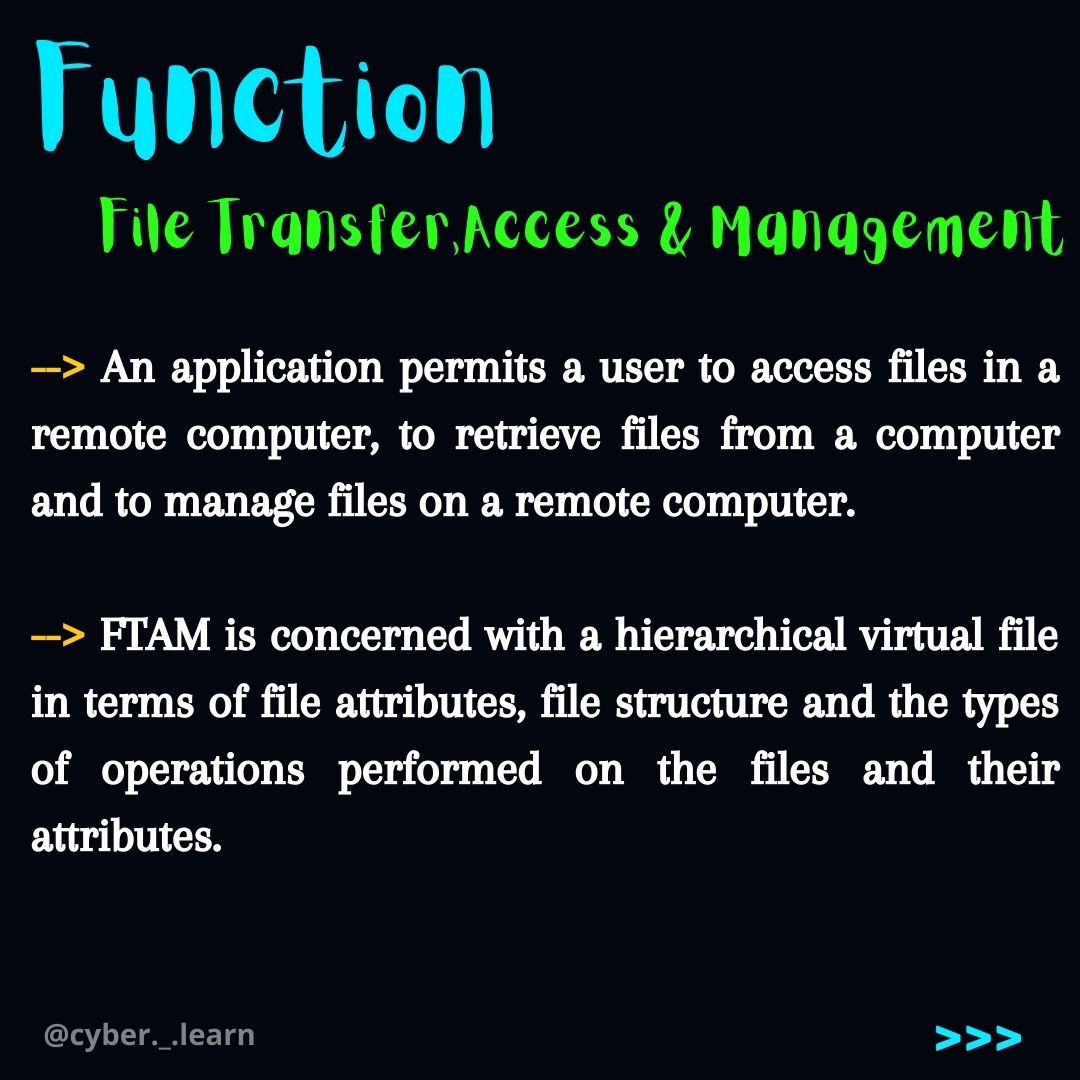 Function
File Transfer,Access & Management
--> An application permits a user to access files in a
remote computer, to retrieve files from a computer
and to manage files on a remote computer.
--> FTAM is concerned with a hierarchical virtual file
in terms of file attributes, file structure and the types
of operations performed on the files and their
attributes.
@cyber._.learn
>>>